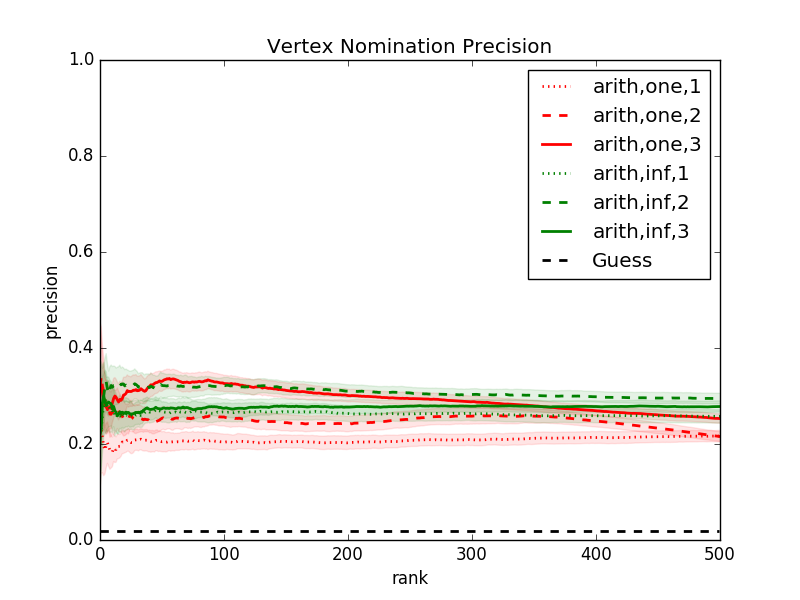 Vertex Nomination Precision
1.0
0.8
0.6
0.4
0.2
0.0
precision
arith,one,1
arith,one,2
arith,one,3
arith,inf,1
arith,inf,2
arith,inf,3
Guess
0 100 200 300 400 500
rank